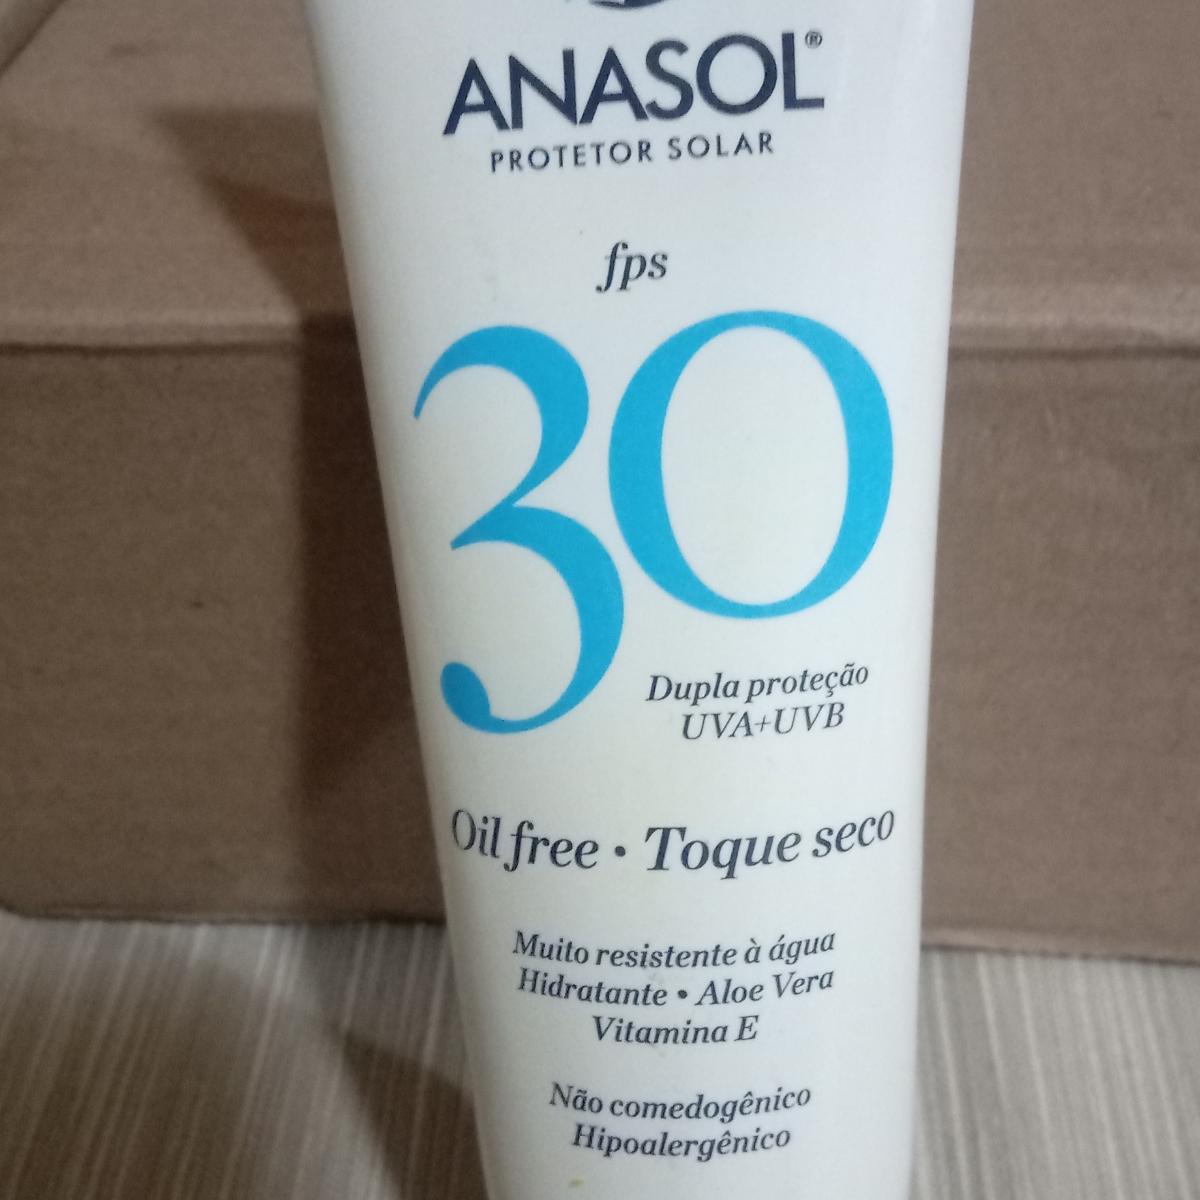 ANASOL®
PROTETOR SOLAR
fps
30
Dupla proteção
UVA+UVB
Oil free • Toque seco
Muito resistente à água
Hidratante • Aloe Vera
Vitamina E
Não comedogênico
Hipoalergênico